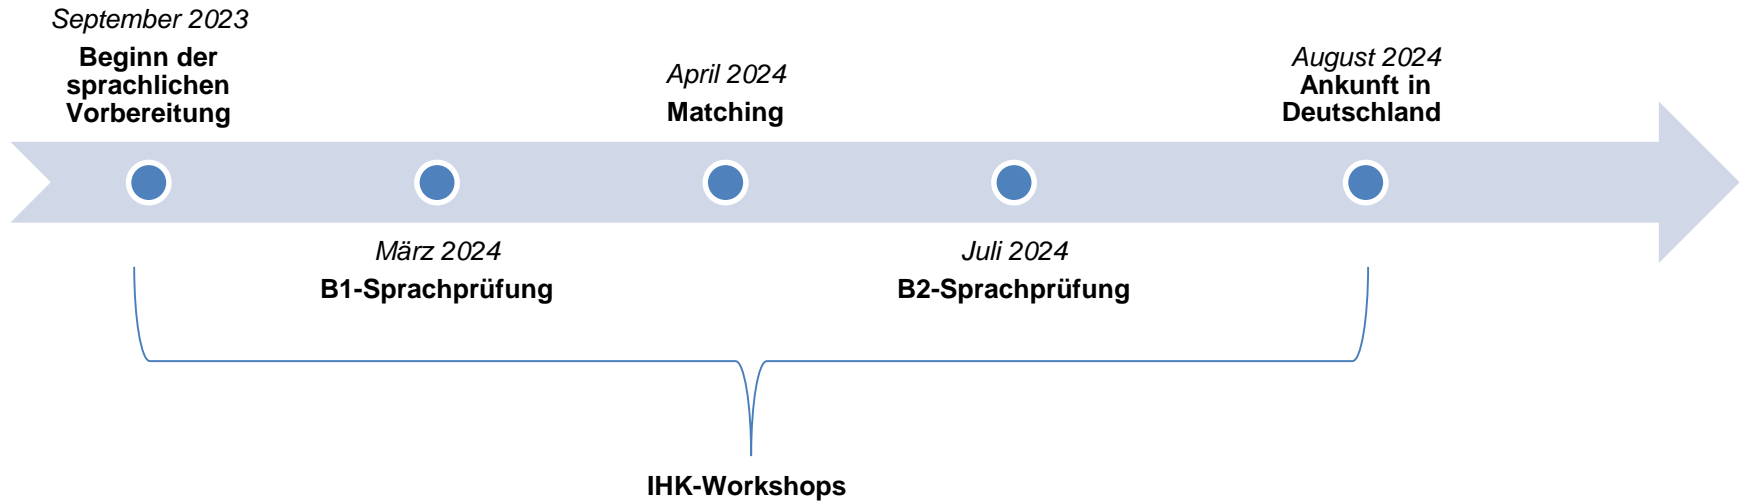 September 2023
Beginn der
sprachlichen
Vorbereitung
April 2024
Matching
August 2024
Ankunft in
Deutschland
März 2024
B1-Sprachprüfung
Juli 2024
B2-Sprachprüfung
IHK-Workshops